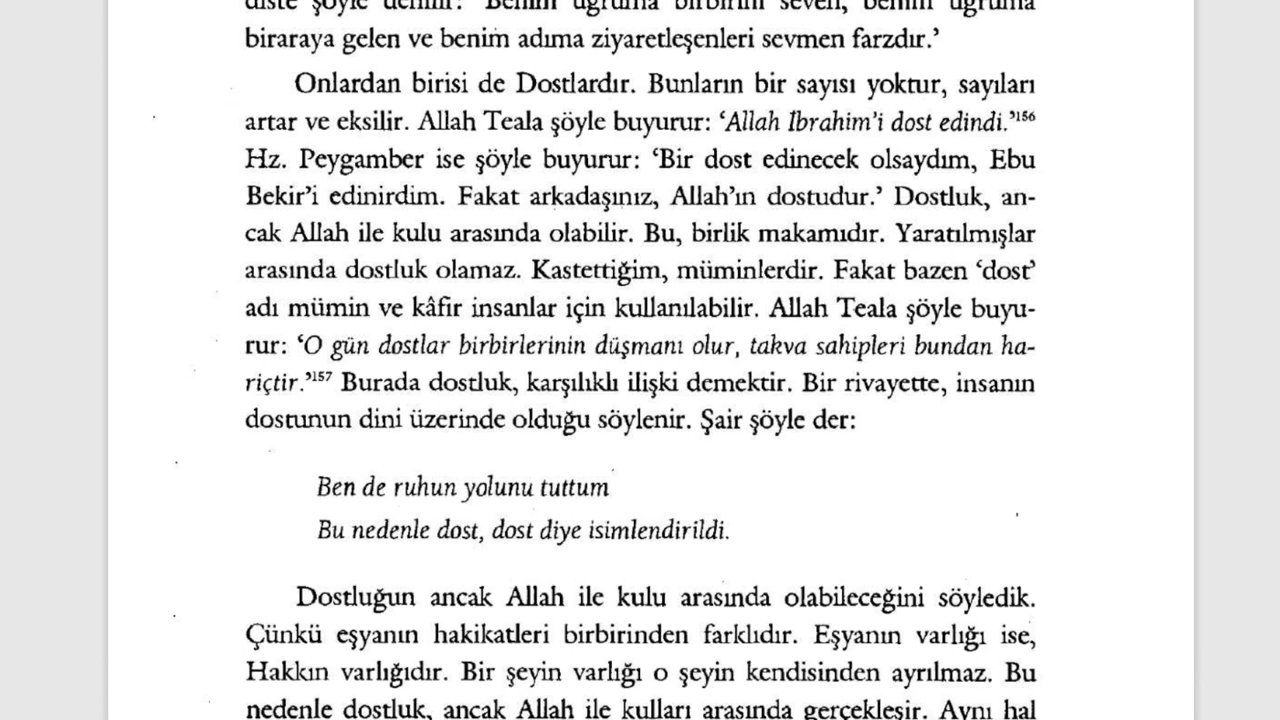 diste şöyle denilir: 'Benim uğruma birbirini seven, benim uğruma
biraraya gelen ve benim adıma ziyaretleşenleri sevmen farzdır.'
Onlardan birisi de Dostlardır. Bunların bir sayısı yoktur, sayıları
artar ve eksilir. Allah Teala şöyle buyurur: 'Allah İbrahim'i dost edindi.'156
Hz. Peygamber ise şöyle buyurur: 'Bir dost edinecek olsaydım, Ebu
Bekir'i edinirdim. Fakat arkadaşınız, Allah'ın dostudur.' Dostluk, an-
cak Allah ile kulu arasında olabilir. Bu, birlik makamıdır. Yaratılmışlar
arasında dostluk olamaz. Kastettiğim, müminlerdir. Fakat bazen 'dost'
adı mümin ve kâfir insanlar için kullanılabilir. Allah Teala şöyle buyu-
rur: 'O gün dostlar birbirlerinin düşmanı olur, takva sahipleri bundan ha-
riçtir.'157 Burada dostluk, karşılıklı ilişki demektir. Bir rivayette, insanın
dostunun dini üzerinde olduğu söylenir. Şair şöyle der:
Ben de ruhun yolunu tuttum
Bu nedenle dost, dost diye isimlendirildi.
Dostluğun ancak Allah ile kulu arasında olabileceğini söyledik.
Çünkü eşyanın hakikatleri birbirinden farklıdır. Eşyanın varlığı ise,
Hakkın varlığıdır. Bir şeyin varlığı o şeyin kendisinden ayrılmaz. Bu
nedenle dostluk, ancak Allah ile kulları arasında gerçekleşir. Aynı hal